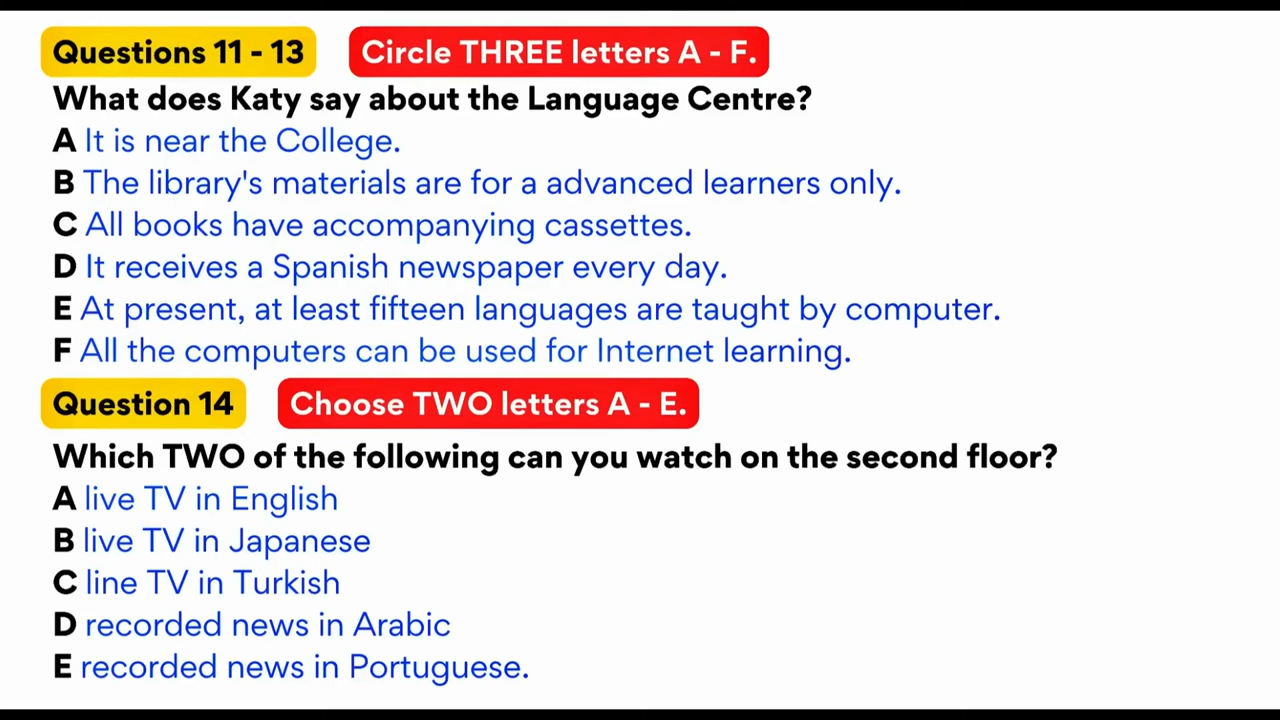 Questions 11 - 13 Circle THREE letters A - F.
What does Katy say about the Language Centre?
A It is near the College.
B The library's materials are for a advanced learners only.
C All books have accompanying cassettes.
D It receives a Spanish newspaper every day.
E At present, at least fifteen languages are taught by computer.
F All the computers can be used for Internet learning.
Question 14 Choose TWO letters A - E.
Which TWO of the following can you watch on the second floor?
A live TV in English
B live TV in Japanese
C line TV in Turkish
D recorded news in Arabic
E recorded news in Portuguese.